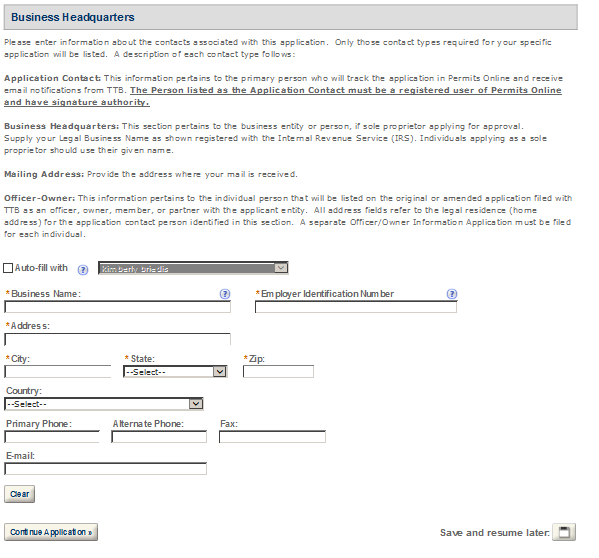 Business Headquarters
Please enter information about the contacts associated with this application. Only those contact types required for your specific
application will be listed. A description of each contact type follows:
Application Contact: This information pertains to the primary person who will track the application in Permits Online and receive
email notifications from TTB. The Person listed as the Application Contact must be a registered user of Permits Online
and have signature authority.
Business Headquarters: This section pertains to the business entity or person, if sole proprietor applying for approval.
Supply your Legal Business Name as shown registered with the Internal Revenue Service (IRS). Individuals applying as a sole
proprietor should use their given name.
Mailing Address: Provide the address where your mail is received.
Officer-Owner: This information pertains to the individual person that will be listed on the original or amended application filed with
TTB as an officer, owner, member, or partner with the applicant entity. All address fields refer to the legal residence (home
address) for the application contact person identified in this section. A separate Officer/Owner Information Application must be filed
for each individual.
Auto-fill with ? Kimberly
*Business Name: ? *Employer Identification Number ?
*Address:
*City: *State: *Zip:
--Select--
Country:
--Select--
Primary Phone: Alternate Phone: Fax:
E-mail:
Clear
Continue Application » Save and resume later: